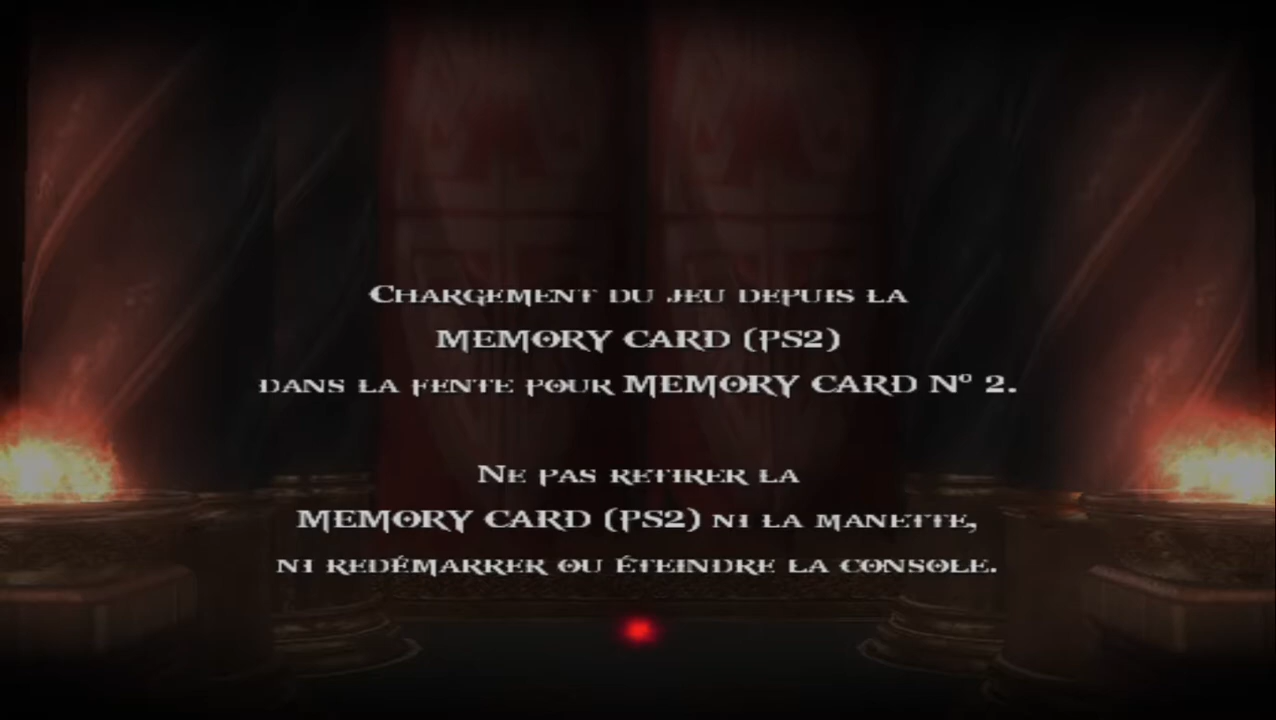 Chargement du jeu depuis la
MEMORY CARD (PS2)
dans la fente pour MEMORY CARD N° 2.
Ne pas retirer la
MEMORY CARD (PS2) ni la manette,
ni redémarrer ou éteindre la console.